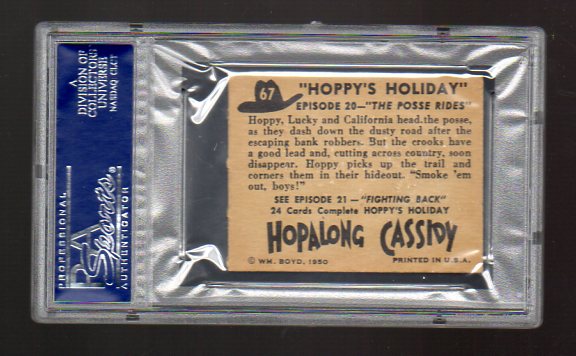 A
DIVISION OF
COLLECTORS
UNIVERSE
NASDAQ CLCT
PROFESSIONAL
PSA
Sports
AUTHENTICATOR
67
"HOPPY'S HOLIDAY"
EPISODE 20—"THE POSSE RIDES"
Hoppy, Lucky and California head.the posse,
as they dash down the dusty road after the
escaping bank robbers. But the crooks have
a good lead and, cutting across country, soon
disappear. Hoppy picks up the trail and
corners them in their hideout. "Smoke 'em
out, boys!"
SEE EPISODE 21 — "FIGHTING BACK"
24 Cards Complete HOPPY'S HOLIDAY
HOPALONG CASSIDY
© WM. BOYD, 1950 PRINTED IN U.S.A.